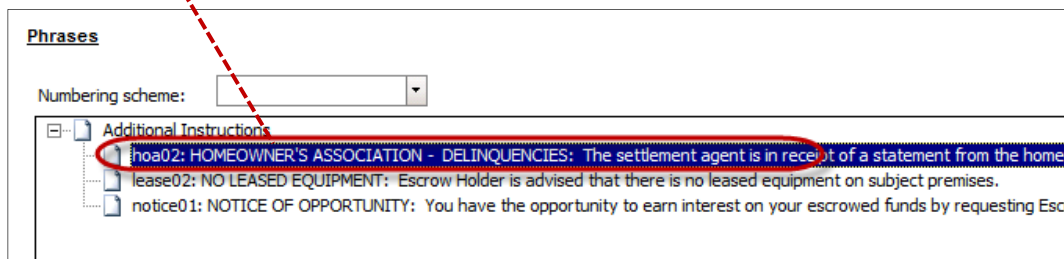 Phrases
Numbering scheme:
Additional Instructions
hoa02: HOMEOWNER'S ASSOCIATION - DELINQUENCIES: The settlement agent is in receipt of a statement from the home
lease02: NO LEASED EQUIPMENT: Escrow Holder is advised that there is no leased equipment on subject premises.
notice01: NOTICE OF OPPORTUNITY: You have the opportunity to earn interest on your escrowed funds by requesting Esc